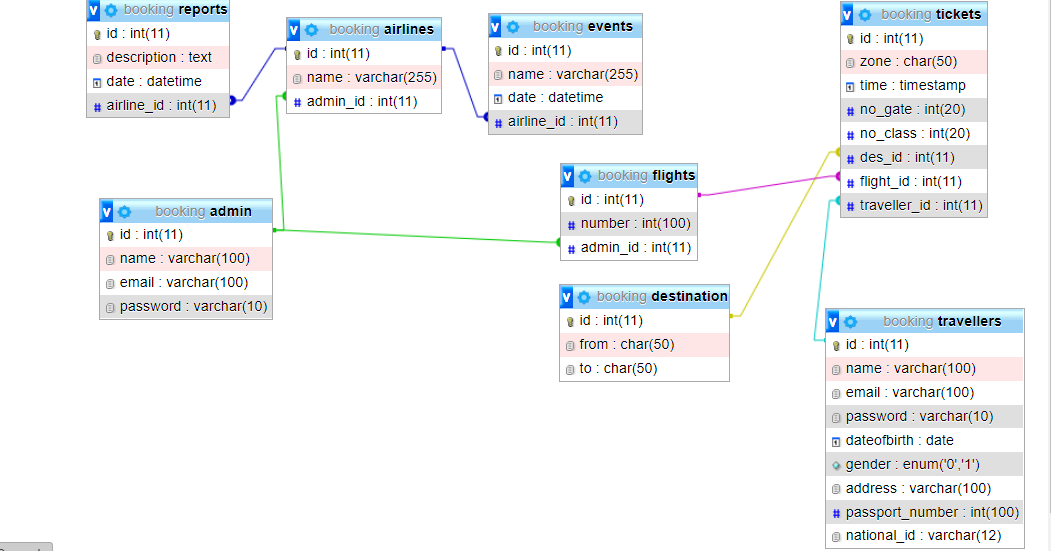 booking reports
id : int(11)
description : text
date : datetime
airline_id : int(11)
booking airlines
id : int(11)
name : varchar(255)
admin_id : int(11)
booking events
id : int(11)
name : varchar(255)
date : datetime
airline_id : int(11)
booking tickets
id : int(11)
zone : char(50)
time : timestamp
no_gate : int(20)
no_class : int(20)
des_id : int(11)
flight_id : int(11)
traveller_id : int(11)
booking admin
id : int(11)
name : varchar(100)
email : varchar(100)
password : varchar(10)
booking flights
id : int(11)
number : int(100)
admin_id : int(11)
booking destination
id : int(11)
from : char(50)
to : char(50)
booking travellers
id : int(11)
name : varchar(100)
email : varchar(100)
password : varchar(10)
dateofbirth : date
gender : enum('0','1')
address : varchar(100)
passport_number : int(100)
national_id : varchar(12)